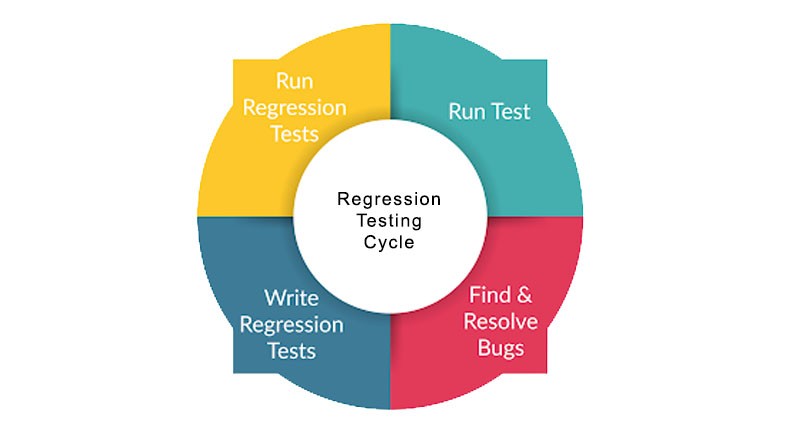 Run
Regression
Tests
Run Test
Regression
Testing
Cycle
Write
Regression
Tests
Find &
Resolve
Bugs